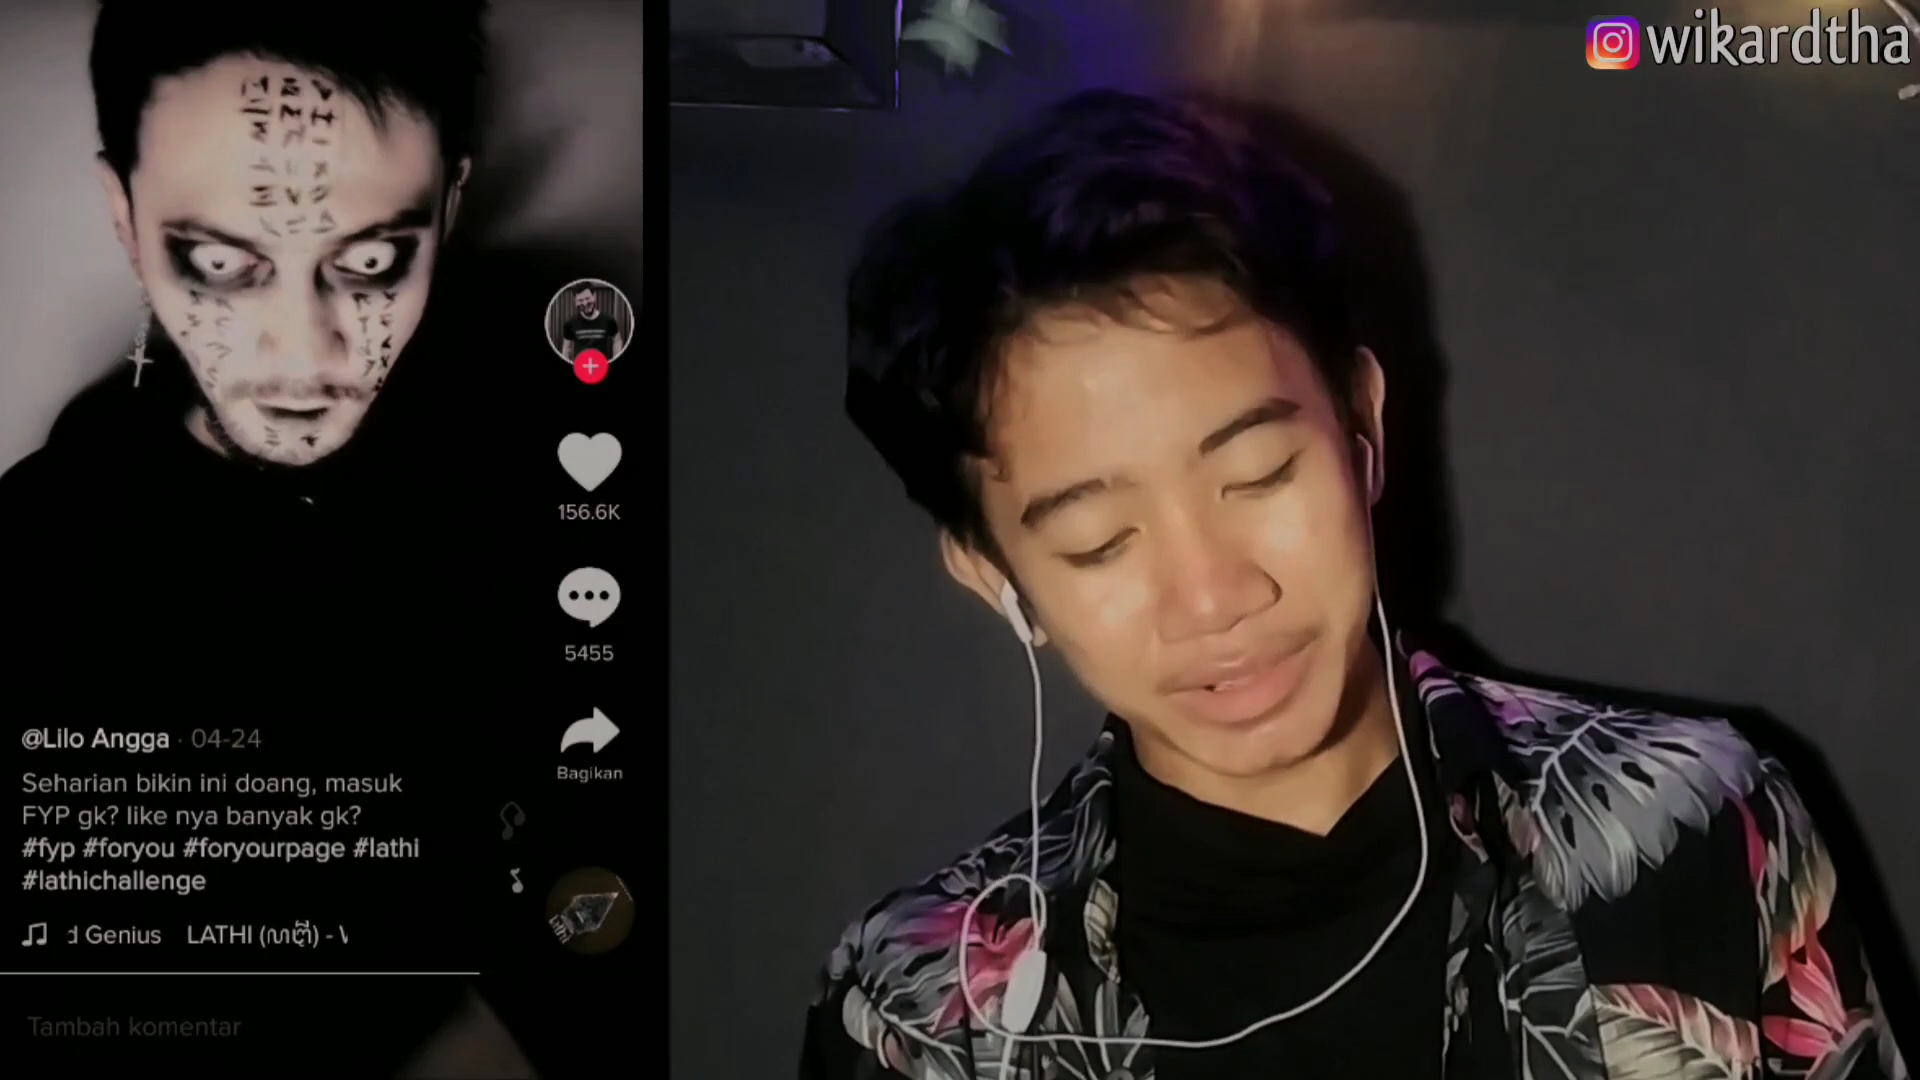 wikardtha
156.6K
5455
Bagikan
@Lilo Angga · 04-24
Seharian bikin ini doang, masuk
FYP gk? like nya banyak gk?
#fyp #foryou #foryourpage #lathi
#lathichallenge
d Genius LATHI (ꦭꦛꦶ) -
Tambah komentar